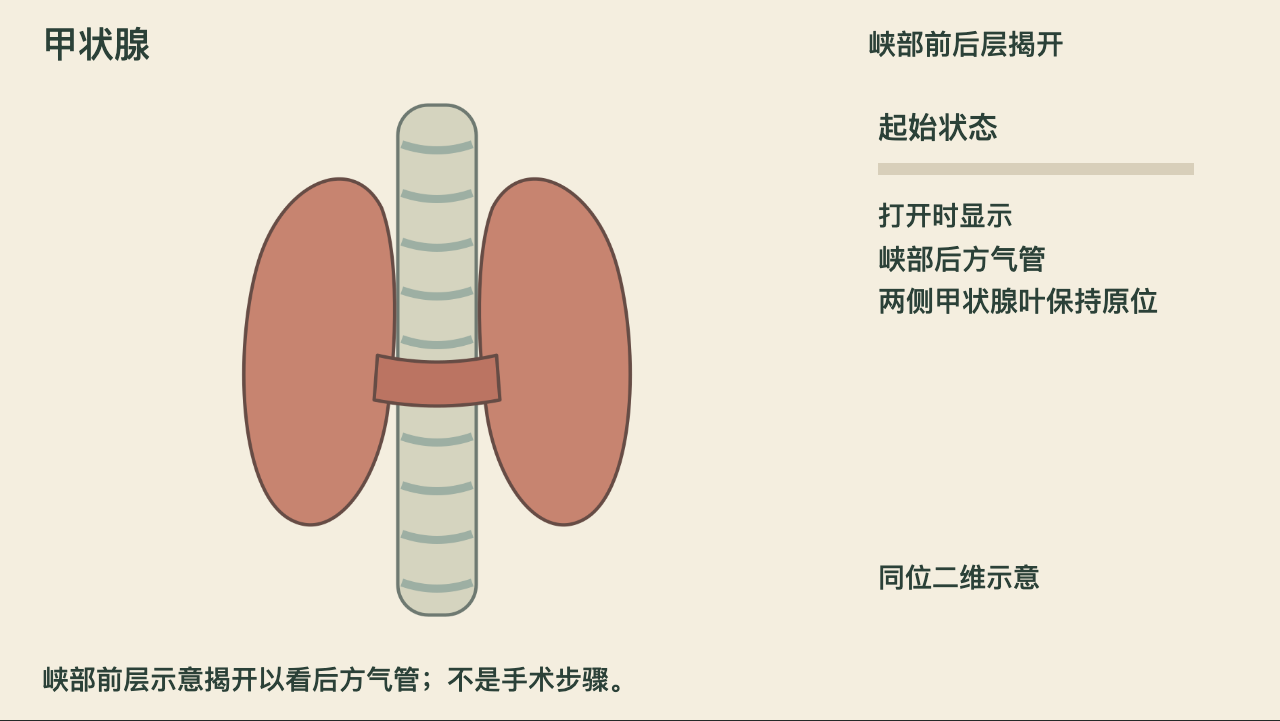 甲状腺
峡部前后层揭开
起始状态
打开时显示
峡部后方气管
两侧甲状腺叶保持原位
同位二维示意
峡部前层示意揭开以看后方气管；不是手术步骤。